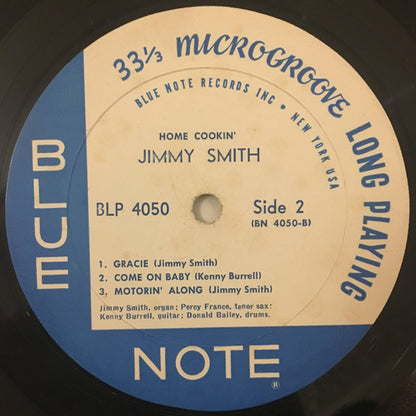 33⅓ MICROGROOVE LONG PLAYING
BLUE NOTE RECORDS INC • NEW YORK USA
HOME COOKIN'
JIMMY SMITH
BLP 4050
Side 2
(BN 4050-B)
1. GRACIE (Jimmy Smith)
2. COME ON BABY (Kenny Burrell)
3. MOTORIN' ALONG (Jimmy Smith)
Jimmy Smith, organ; Percy France, tenor sax;
Kenny Burrell, guitar; Donald Bailey, drums.
BLUE
NOTE ®